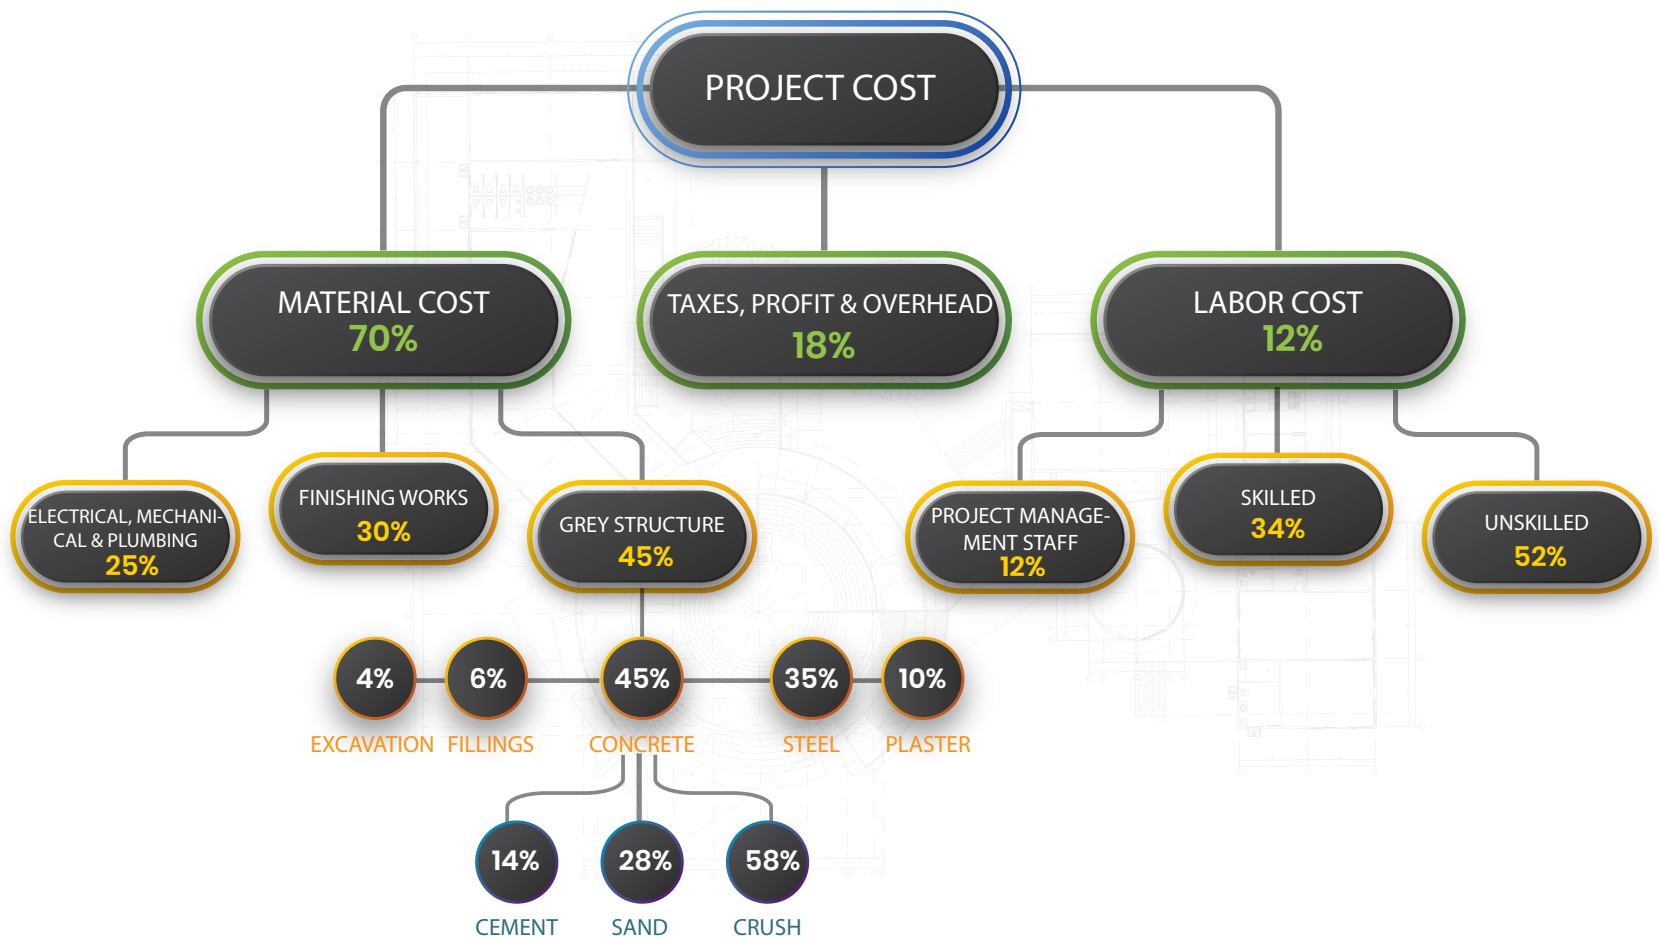 PROJECT COST
MATERIAL COST
70%
TAXES, PROFIT & OVERHEAD
18%
LABOR COST
12%
ELECTRICAL, MECHANI-
CAL & PLUMBING
25%
FINISHING WORKS
30%
GREY STRUCTURE
45%
PROJECT MANAGE-
MENT STAFF
12%
SKILLED
34%
UNSKILLED
52%
4%
6%
45%
35%
10%
EXCAVATION
FILLINGS
CONCRETE
STEEL
PLASTER
14%
28%
58%
CEMENT
SAND
CRUSH